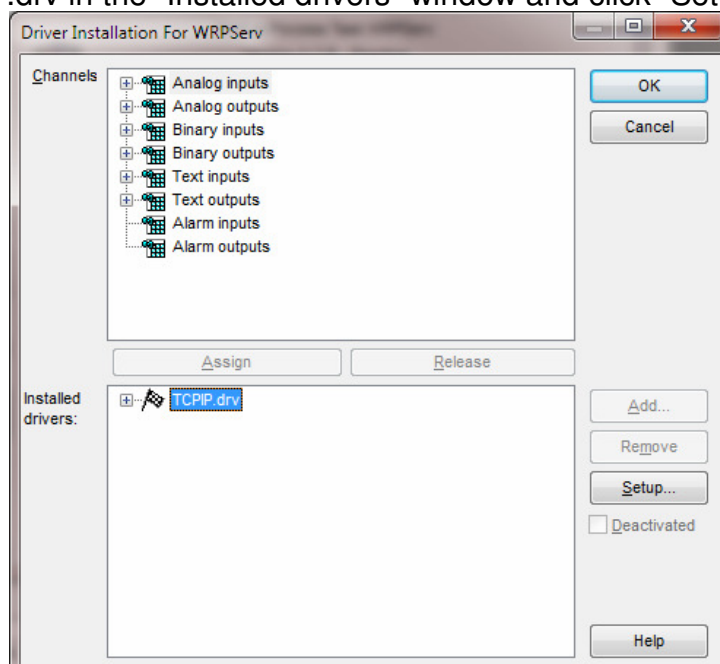 .drv in the "Installed drivers" window and click "Set
Driver Installation For WRPServ
Channels
Analog inputs
Analog outputs
Binary inputs
Binary outputs
Text inputs
Text outputs
Alarm inputs
Alarm outputs
OK
Cancel
Assign
Release
Installed
drivers:
TCPIP.drv
Add...
Remove
Setup...
Deactivated
Help